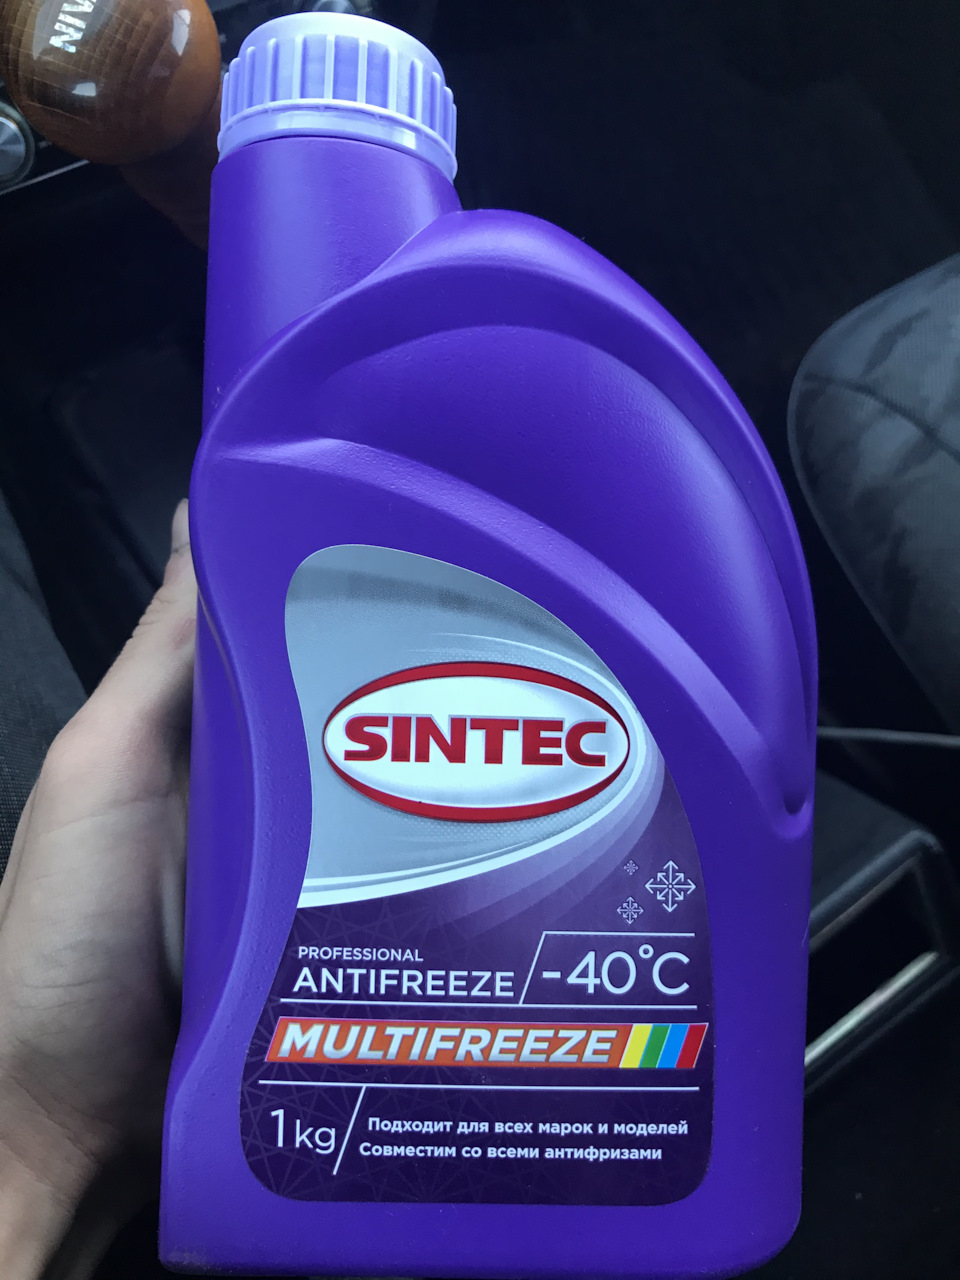 SINTEC
PROFESSIONAL
ANTIFREEZE
-40°C
MULTIFREEZE
1kg
Подходит для всех марок и моделей
Совместим со всеми антифризами